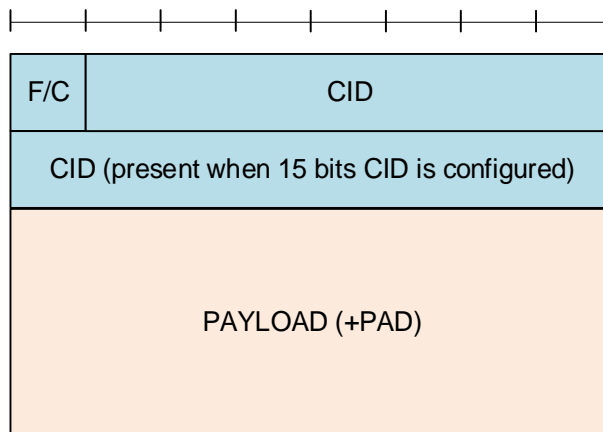 F/C CID
CID (present when 15 bits CID is configured)
PAYLOAD (+PAD)